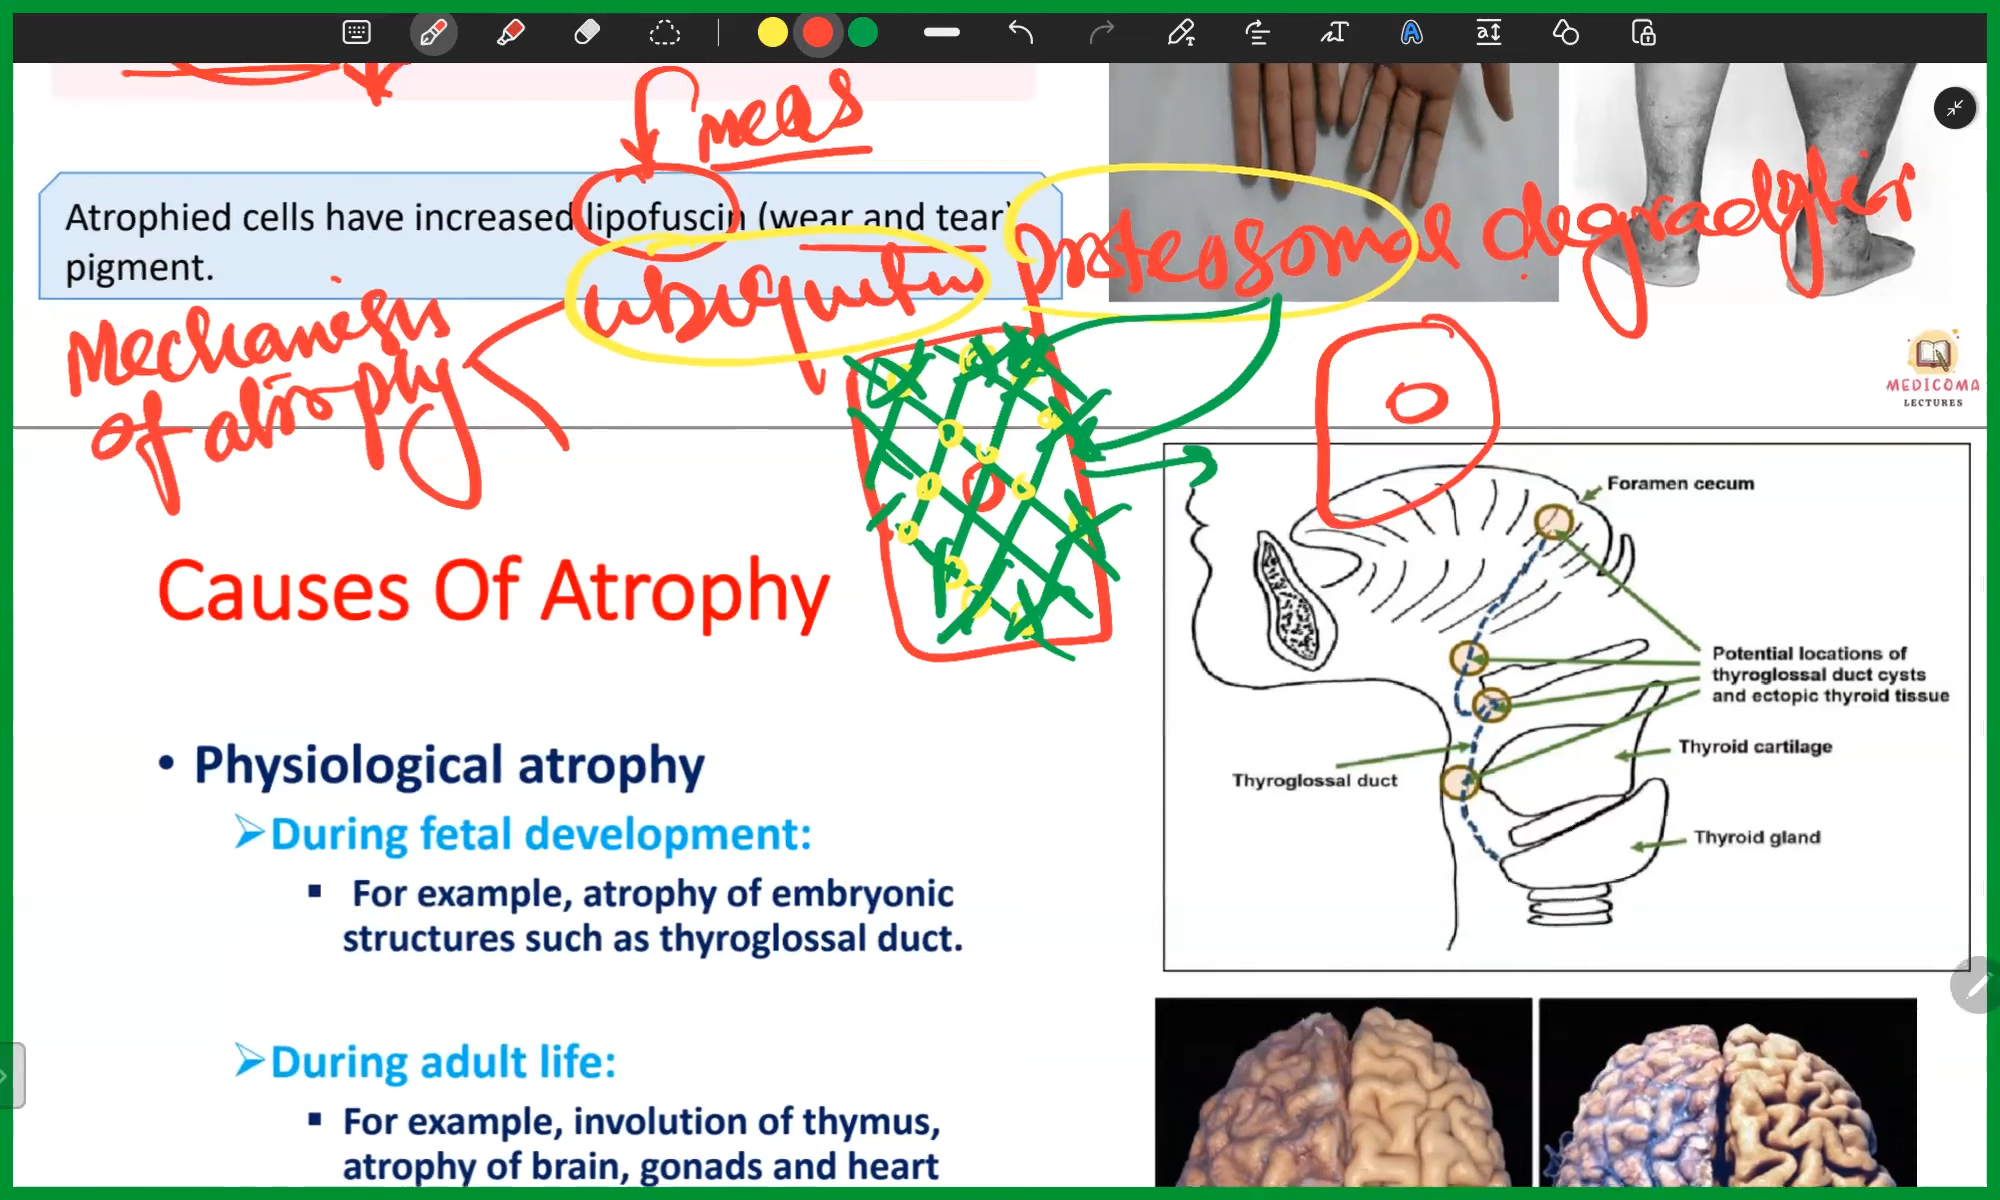 meas
Atrophied cells have increased lipofuscin (wear and tear)
pigment.
ubiquitin proteosomal degradation
Mechanism
of atrophy
MEDICOMA
LECTURES
Causes Of Atrophy
• Physiological atrophy
➢During fetal development:
▪ For example, atrophy of embryonic
structures such as thyroglossal duct.
➢During adult life:
▪ For example, involution of thymus,
atrophy of brain, gonads and heart
Foramen cecum
Potential locations of
thyroglossal duct cysts
and ectopic thyroid tissue
Thyroid cartilage
Thyroglossal duct
Thyroid gland